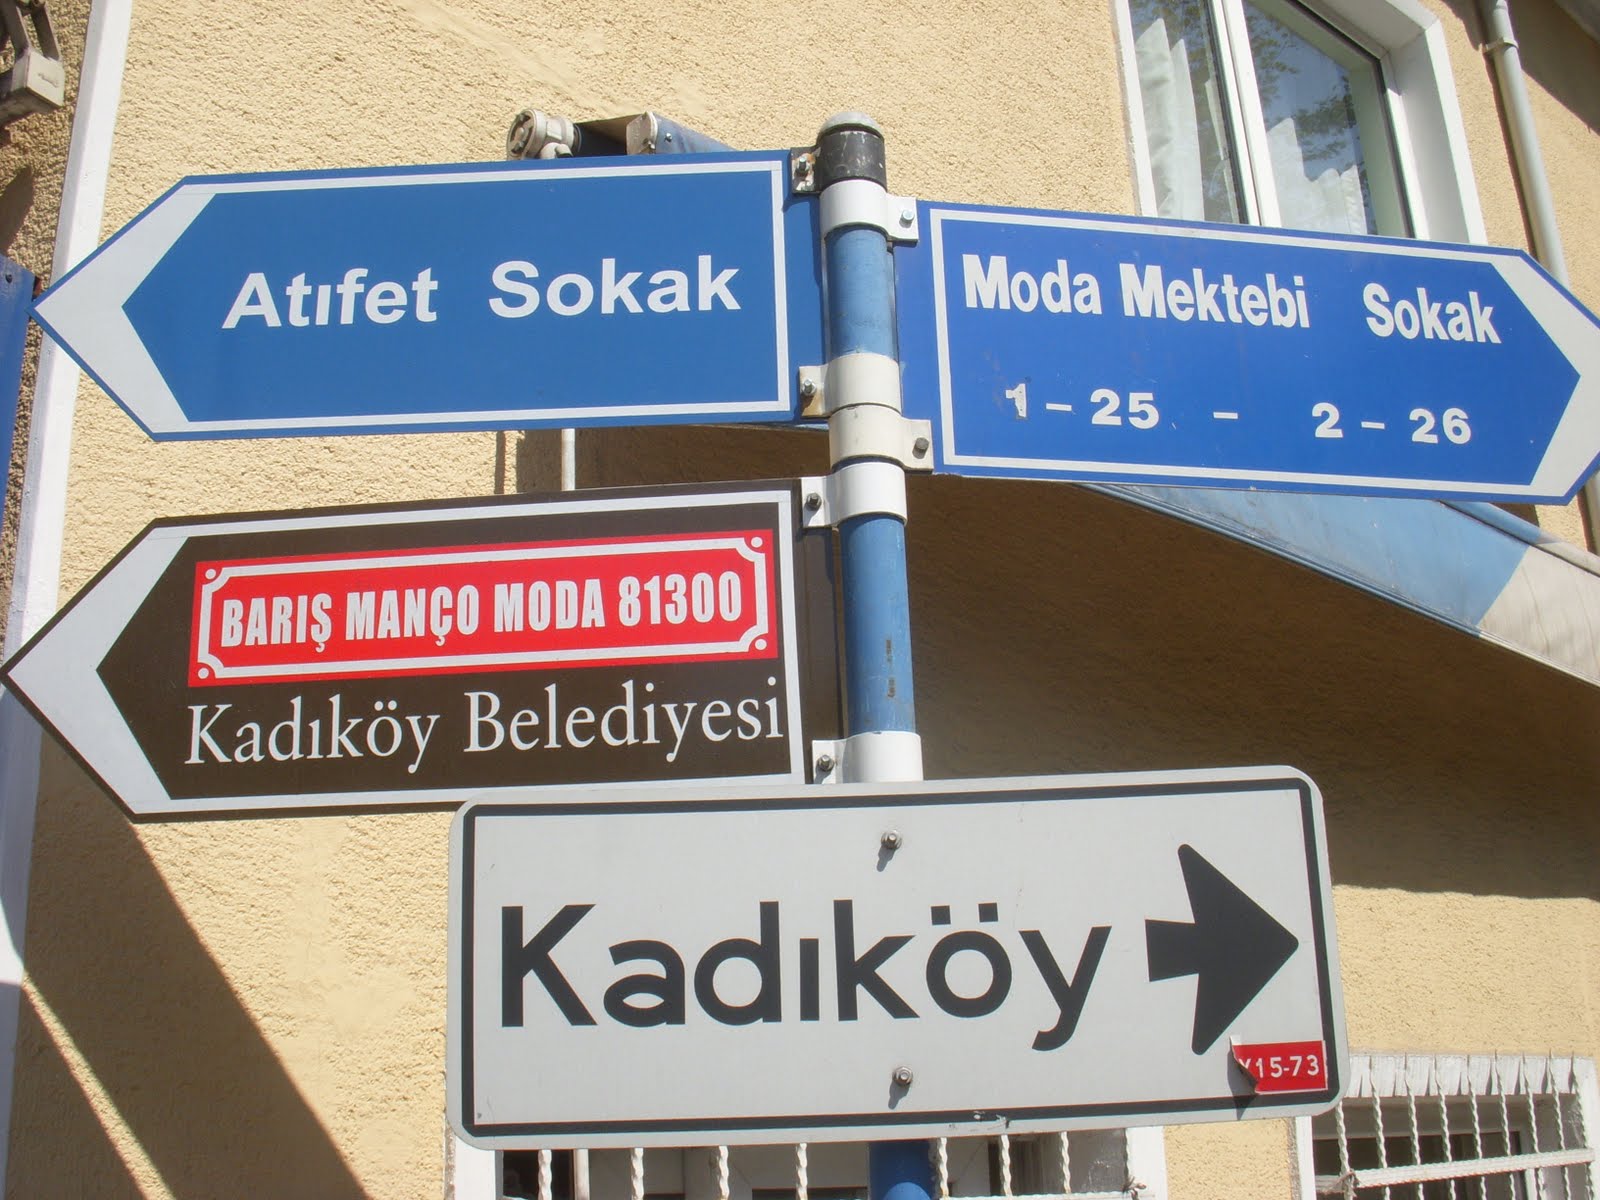 Atıfet Sokak
Moda Mektebi Sokak
1 - 25 - 2 - 26
BARIŞ MANÇO MODA 81300
Kadıköy Belediyesi
Kadıköy
Y15-73